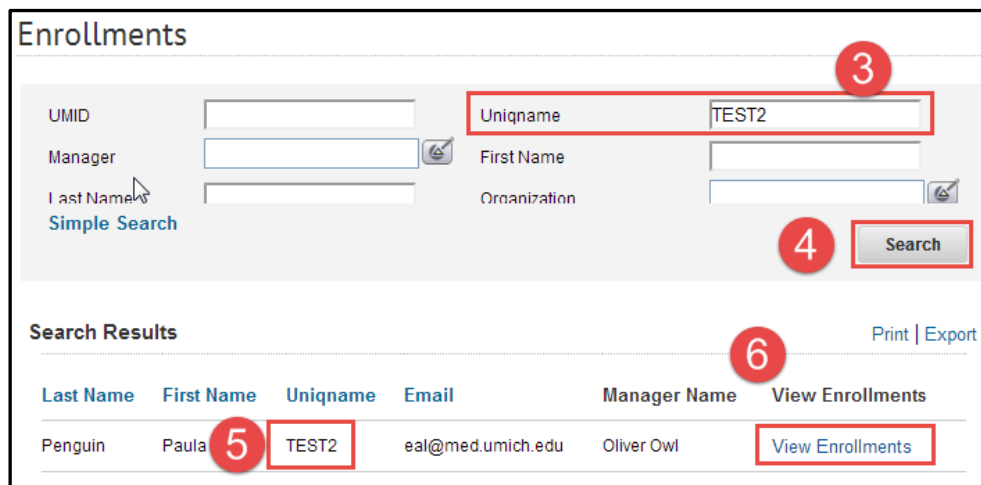 Enrollments
3
UMID Uniqname TEST2
Manager First Name
Last Name Organization
Simple Search
4 Search
Search Results Print | Export
6
Last Name First Name Uniqname Email Manager Name View Enrollments
Penguin Paula 5 TEST2 eal@med.umich.edu Oliver Owl View Enrollments